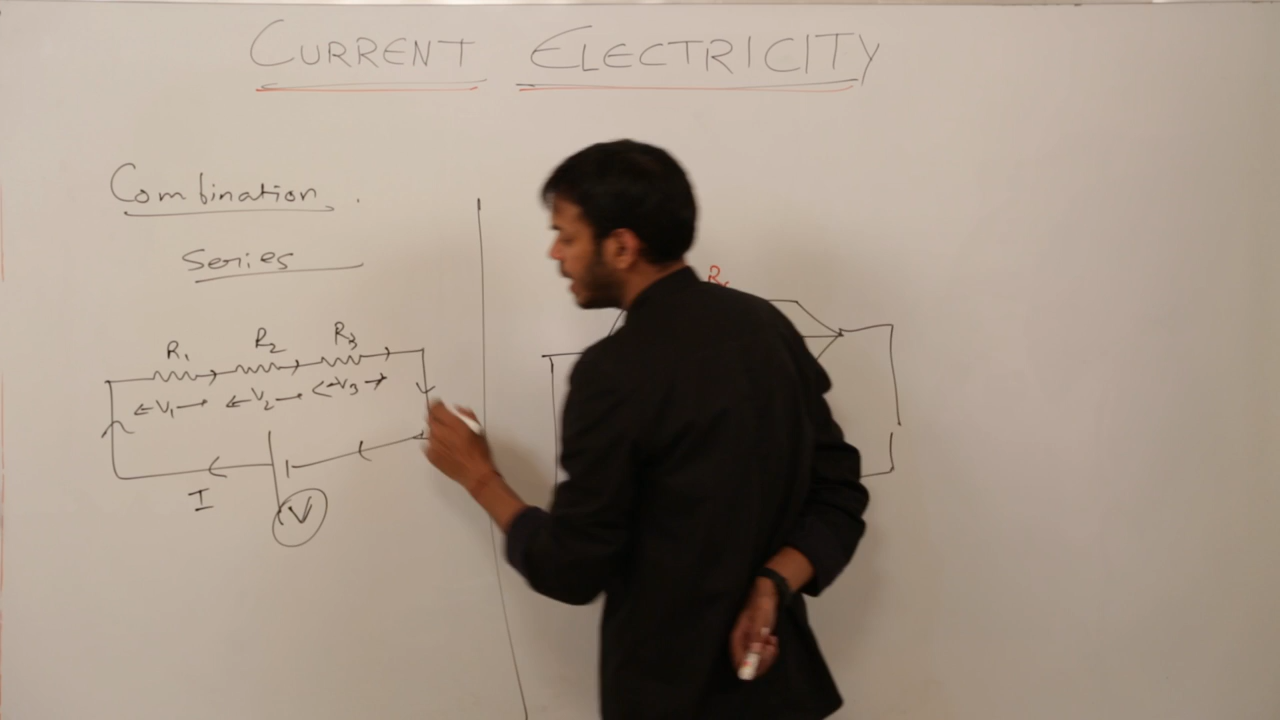 CURRENT ELECTRICITY
Combination.
Series
R1 R2 R3
V1 V2 V3
I
V
R